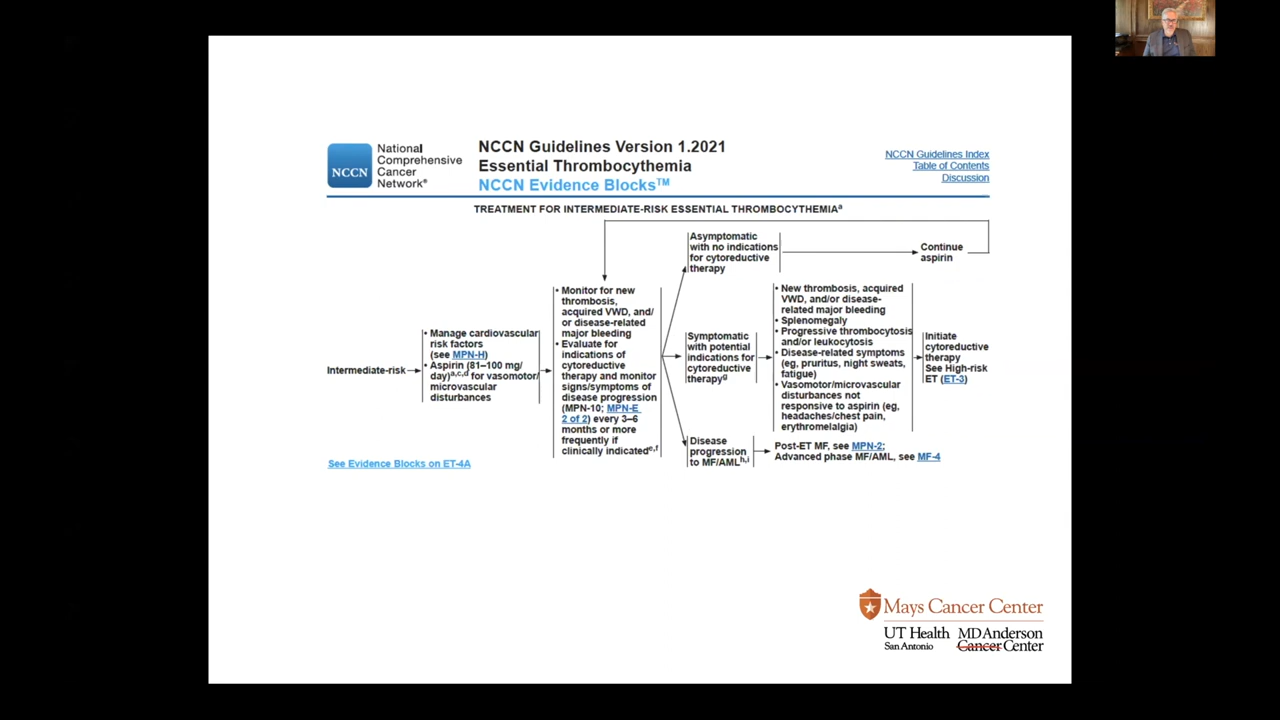 NCCN
National
Comprehensive
Cancer
Network®
NCCN Guidelines Version 1.2021
Essential Thrombocythemia
NCCN Evidence Blocks™
NCCN Guidelines Index
Table of Contents
Discussion
TREATMENT FOR INTERMEDIATE-RISK ESSENTIAL THROMBOCYTHEMIAᵃ
Intermediate-risk
• Manage cardiovascular
risk factors
(see MPN-H)
• Aspirin (81–100 mg/
day)ᵃ,ᶜ,ᵈ for vasomotor/
microvascular
disturbances
• Monitor for new
thrombosis,
acquired VWD, and/
or disease-related
major bleeding
• Evaluate for
indications of
cytoreductive
therapy and monitor
signs/symptoms of
disease progression
(MPN-10; MPN-E
2 of 2) every 3–6
months or more
frequently if
clinically indicatedᵉ,ᶠ
Asymptomatic
with no indications
for cytoreductive
therapy
Continue
aspirin
Symptomatic
with potential
indications for
cytoreductive
therapyᵍ
• New thrombosis, acquired
VWD, and/or disease-
related major bleeding
• Splenomegaly
• Progressive thrombocytosis
and/or leukocytosis
• Disease-related symptoms
(eg, pruritus, night sweats,
fatigue)
• Vasomotor/microvascular
disturbances not
responsive to aspirin (eg,
headaches/chest pain,
erythromelalgia)
Initiate
cytoreductive
therapy
See High-risk
ET (ET-3)
Disease
progression
to MF/AMLʰ,ⁱ
Post-ET MF, see MPN-2;
Advanced phase MF/AML, see MF-4
See Evidence Blocks on ET-4A
Mays Cancer Center
UT Health
San Antonio
MD Anderson
Cancer Center